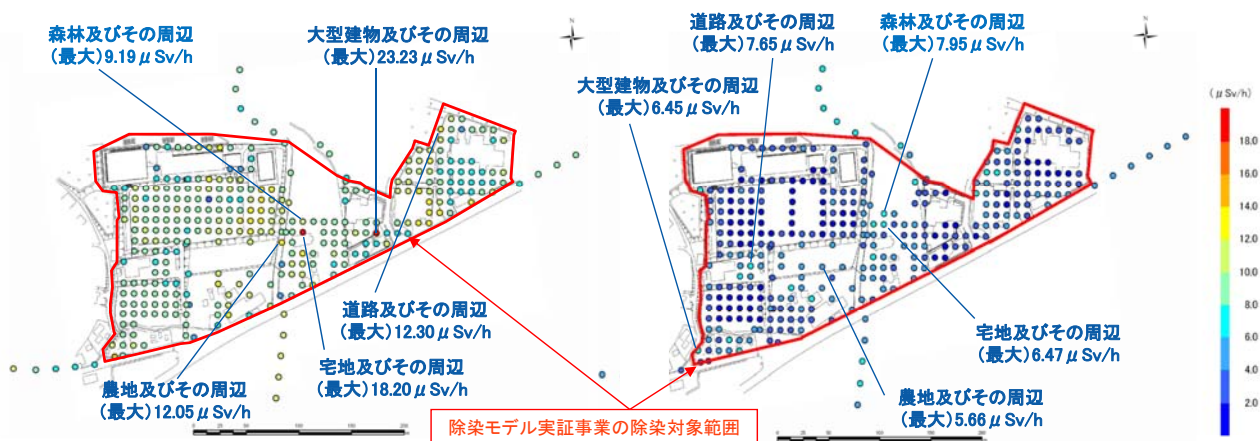 森林及びその周辺
(最大)9.19μSv/h
大型建物及びその周辺
(最大)23.23μSv/h
N
道路及びその周辺
(最大)12.30μSv/h
宅地及びその周辺
(最大)18.20μSv/h
農地及びその周辺
(最大)12.05μSv/h
0 50 100 150 200
除染モデル実証事業の除染対象範囲
道路及びその周辺
(最大)7.65μSv/h
森林及びその周辺
(最大)7.95μSv/h
大型建物及びその周辺
(最大)6.45μSv/h
N
宅地及びその周辺
(最大)6.47μSv/h
農地及びその周辺
(最大)5.66μSv/h
(μSv/h)
18.0
16.0
14.0
12.0
10.0
8.0
6.0
4.0
2.0